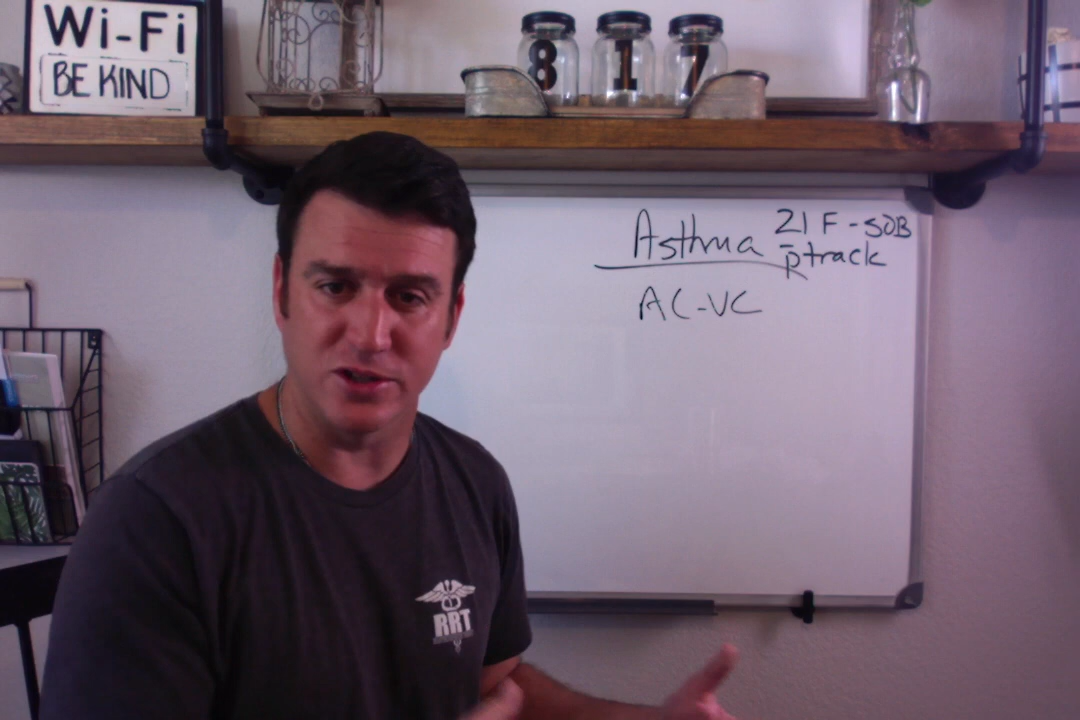 Wi-Fi
BE KIND
8 1 7
Asthma 21 F - SOB
p̄ track
AC-VC
RRT